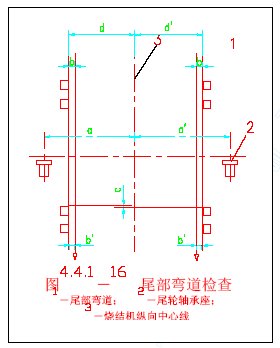 d d'
3 1
b c
2
a a'
c
b' b'
图4.4.1－16 尾部弯道检查
1－尾部弯道； 2－尾轮轴承座；
3－烧结机纵向中心线